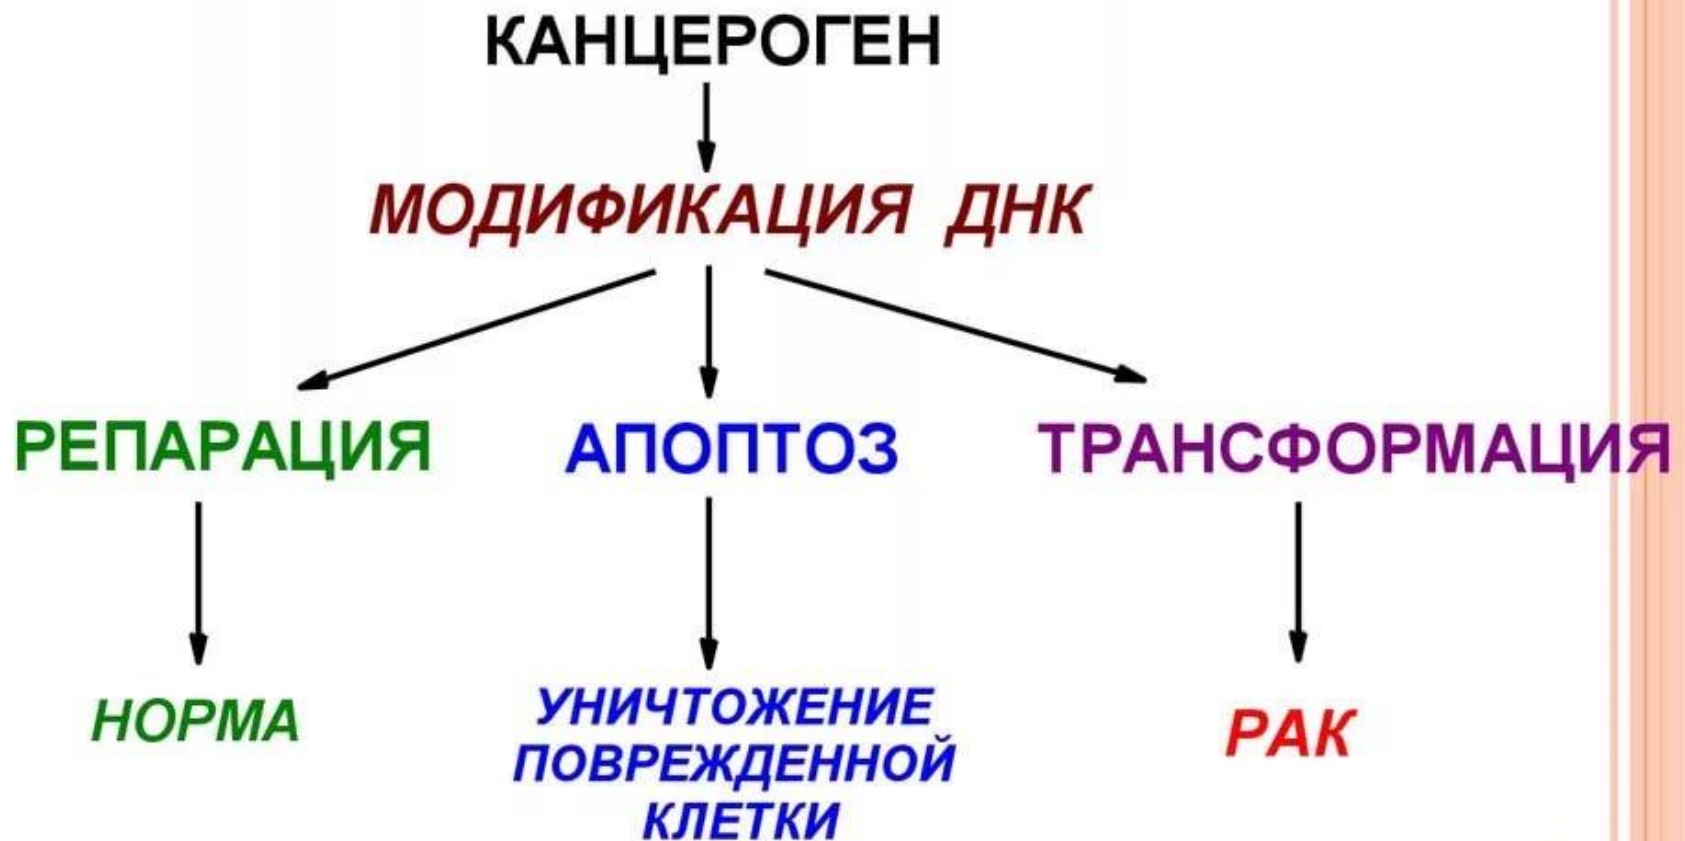 КАНЦЕРОГЕН
МОДИФИКАЦИЯ ДНК
РЕПАРАЦИЯ
АПОПТОЗ
ТРАНСФОРМАЦИЯ
НОРМА
УНИЧТОЖЕНИЕ
ПОВРЕЖДЕННОЙ
КЛЕТКИ
РАК